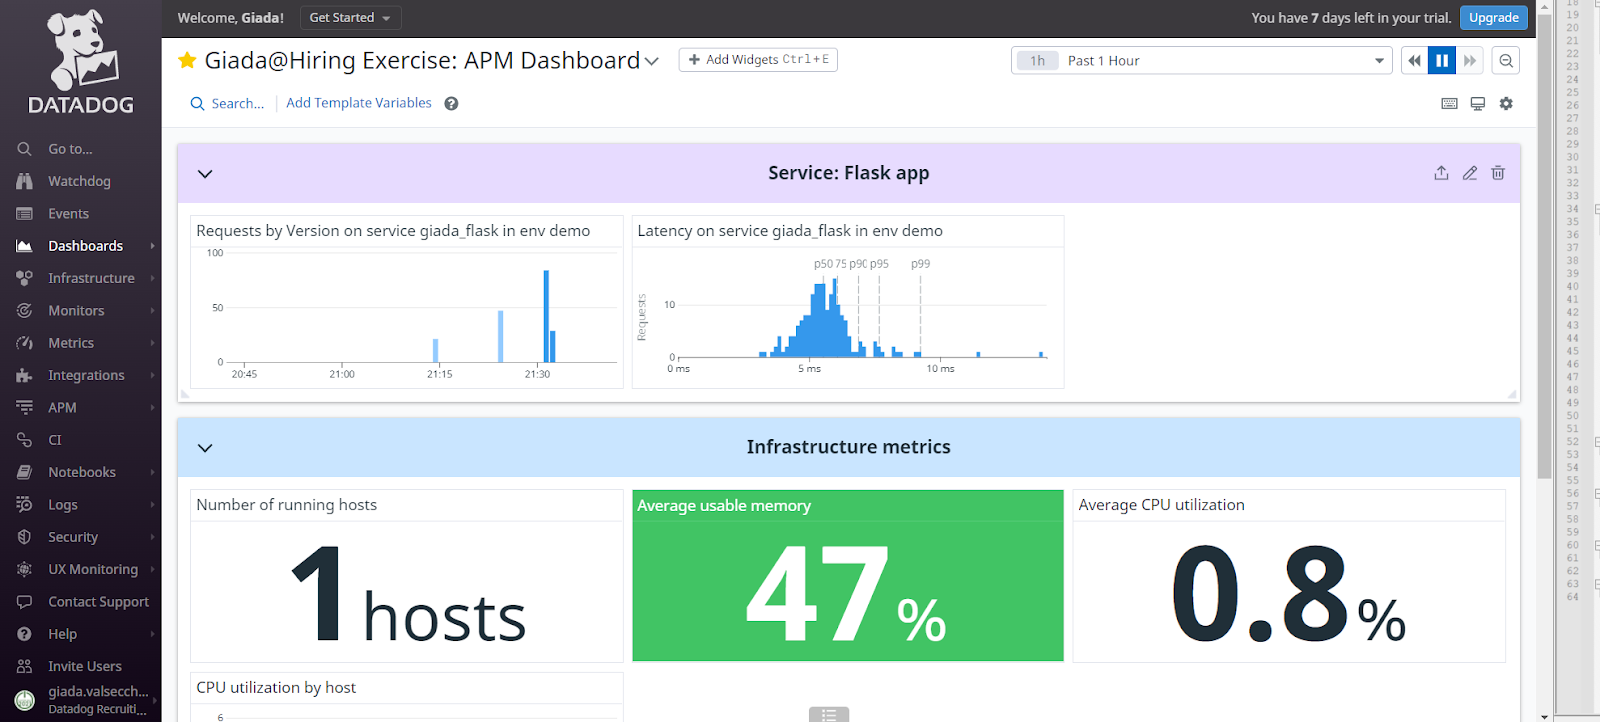 Welcome, Giada!
Get Started
You have 7 days left in your trial.
Upgrade
DATADOG
Go to...
Watchdog
Events
Dashboards
Infrastructure
Monitors
Metrics
Integrations
APM
CI
Notebooks
Logs
Security
UX Monitoring
Contact Support
Help
Invite Users
giada.valsecch...
Datadog Recruiti...
Giada@Hiring Exercise: APM Dashboard
+ Add Widgets Ctrl+E
1h Past 1 Hour
Search...
Add Template Variables
?
Service: Flask app
Requests by Version on service giada_flask in env demo
100
50
0
20:45 21:00 21:15 21:30
Latency on service giada_flask in env demo
p50 75 p90 p95 p99
Requests
10
0
0 ms 5 ms 10 ms
Infrastructure metrics
Number of running hosts
1 hosts
Average usable memory
47 %
Average CPU utilization
0.8 %
CPU utilization by host
6
18
19
20
21
22
23
24
25
26
27
28
29
30
31
32
33
34
35
36
37
38
39
40
41
42
43
44
45
46
47
48
49
50
51
52
53
54
55
56
57
58
59
60
61
62
63
64